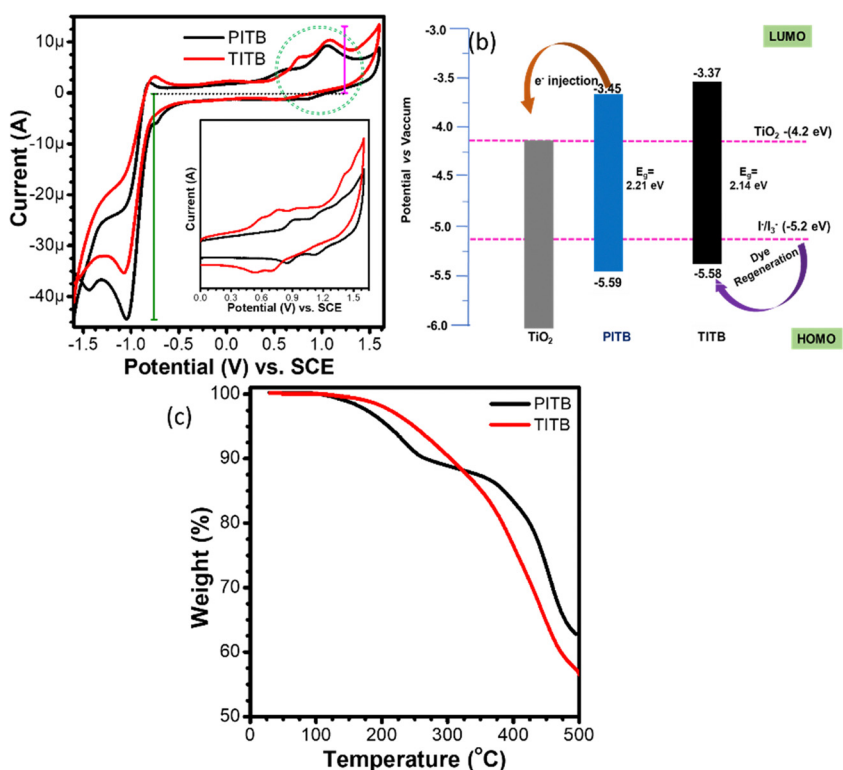 10µ
0
-10µ
-20µ
-30µ
-40µ
Current (A)
PITB
TITB
Current (A)
0.0 0.3 0.6 0.9 1.2 1.5
Potential (V) vs. SCE
-1.5 -1.0 -0.5 0.0 0.5 1.0 1.5
Potential (V) vs. SCE
(b)
LUMO
-3.0
-3.5
-4.0
-4.5
-5.0
-5.5
-6.0
Potential vs Vaccum
e- injection
-3.45
-3.37
TiO2 -(4.2 eV)
Eg=
2.21 eV
Eg=
2.14 eV
I-/I3- (-5.2 eV)
Dye
Regeneration
-5.59
-5.58
TiO2
PITB
TITB
HOMO
(c)
100
90
80
70
60
50
Weight (%)
PITB
TITB
0 100 200 300 400 500
Temperature (°C)